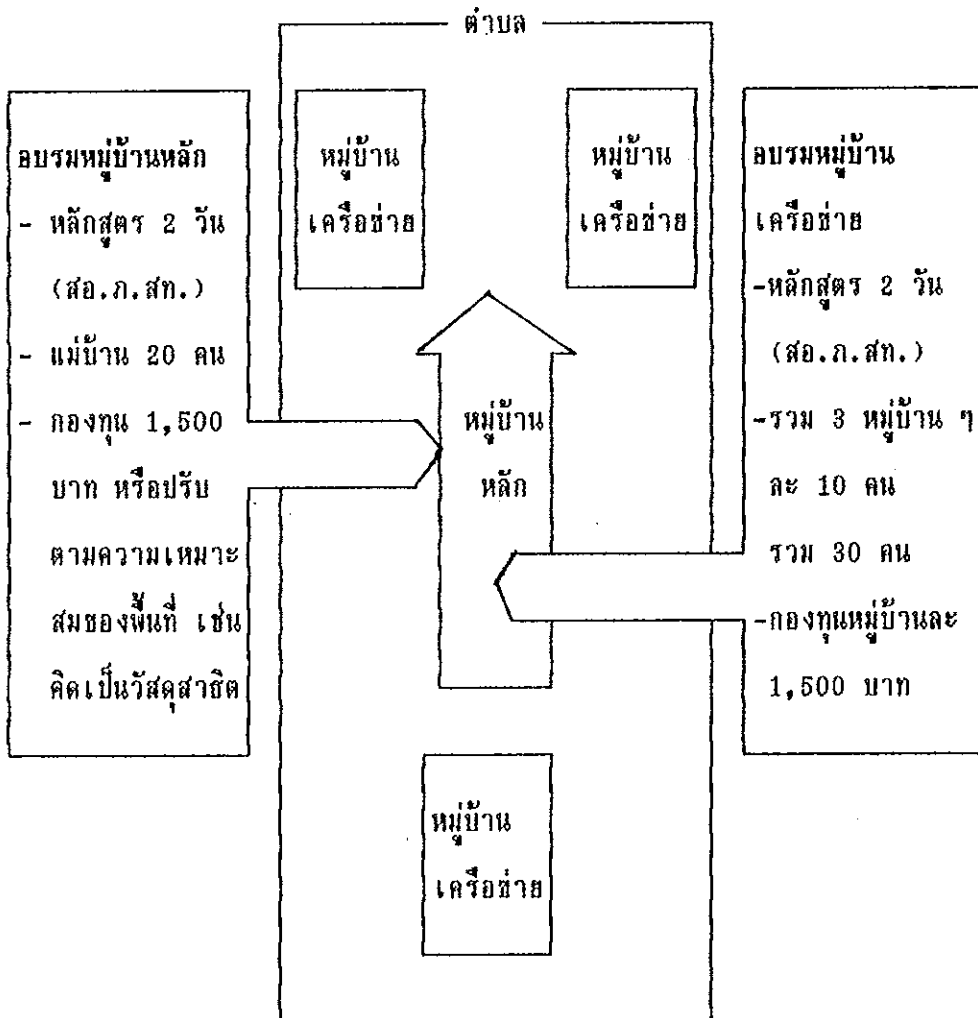 ตำบล
อบรมหมู่บ้านหลัก
- หลักสูตร 2 วัน
(สอ.ภ.สท.)
- แม่บ้าน 20 คน
- กองทุน 1,500
บาท หรือปรับ
ตามความเหมาะ
สมของพื้นที่ เช่น
คิดเป็นวัสดุสาธิต
หมู่บ้าน
เครือข่าย
หมู่บ้าน
เครือข่าย
หมู่บ้าน
หลัก
หมู่บ้าน
เครือข่าย
อบรมหมู่บ้าน
เครือข่าย
-หลักสูตร 2 วัน
(สอ.ภ.สท.)
-รวม 3 หมู่บ้าน ๆ
ละ 10 คน
รวม 30 คน
-กองทุนหมู่บ้านละ
1,500 บาท